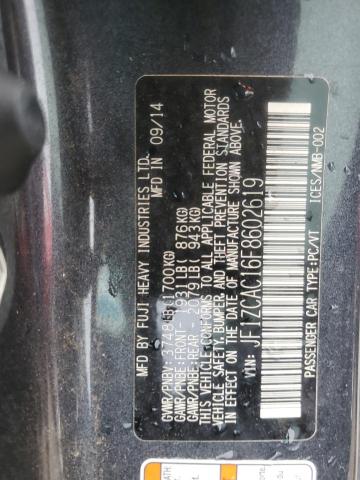 MFD BY FUJI HEAVY INDUSTRIES LTD.
MFD IN 09/14
GVWR/PNBV: 3748LB(1700KG)
GAWR/PNBE:FRONT- 1931LB( 876KG)
GAWR/PNBE:REAR - 2079LB( 943KG)
THIS VEHICLE CONFORMS TO ALL APPLICABLE FEDERAL MOTOR
VEHICLE SAFETY, BUMPER, AND THEFT PREVENTION STANDARDS
IN EFFECT ON THE DATE OF MANUFACTURE SHOWN ABOVE.
VIN: JF1ZCAC16F8602619
PASSENGER CAR TYPE:PC/VT
ICES/NMB-002